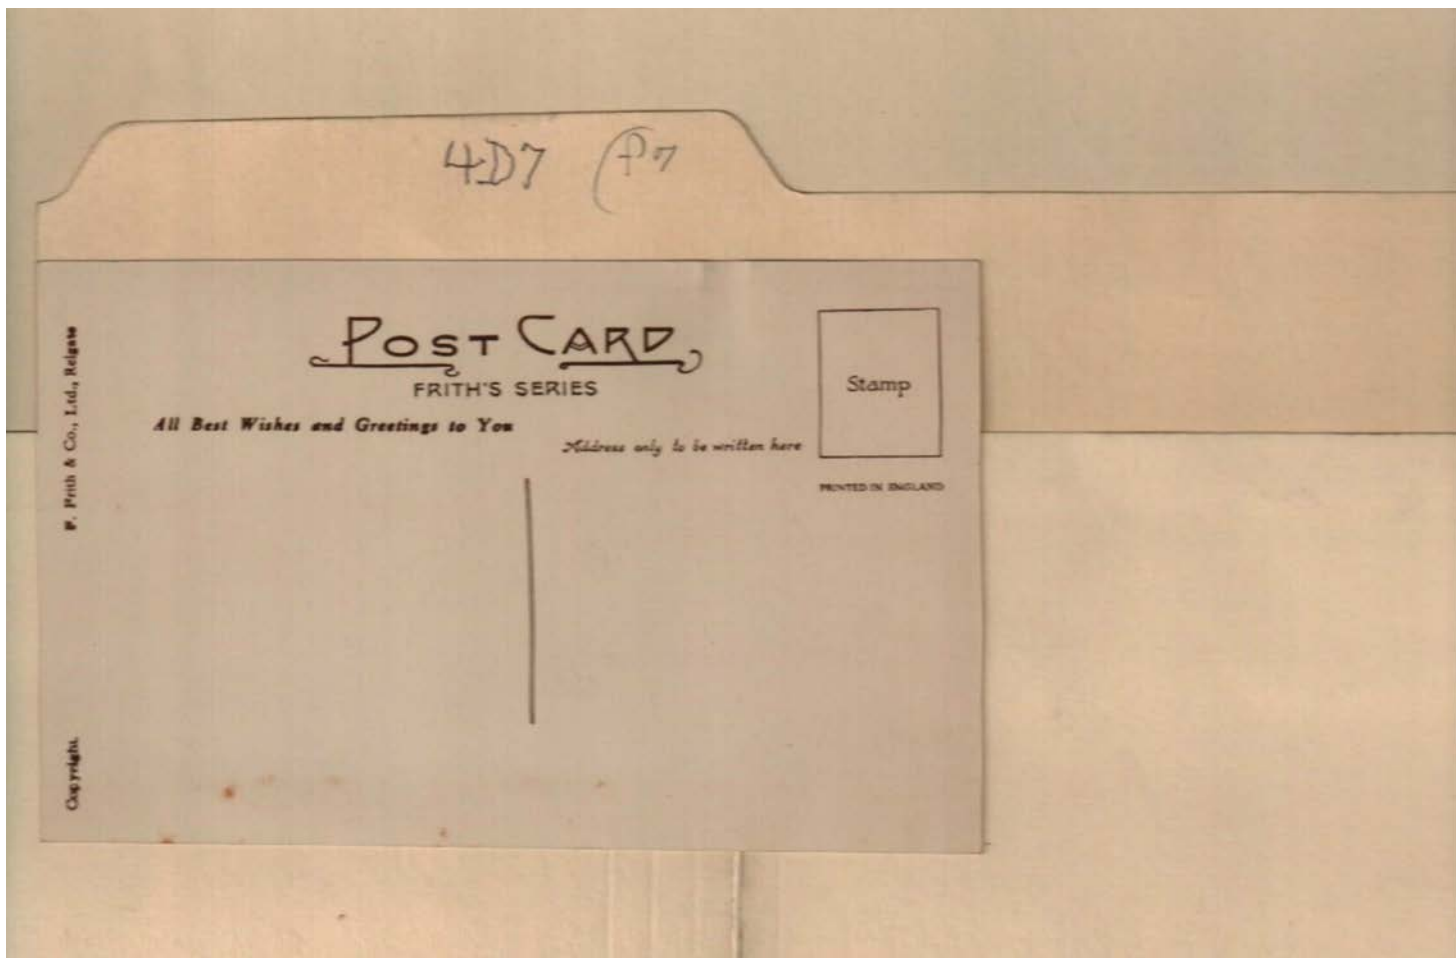 4D7 (P7
POST CARD
FRITH'S SERIES
All Best Wishes and Greetings to You
Address only to be written here
Stamp
PRINTED IN ENGLAND
F. Frith & Co., Ltd., Reigate
Copyright.